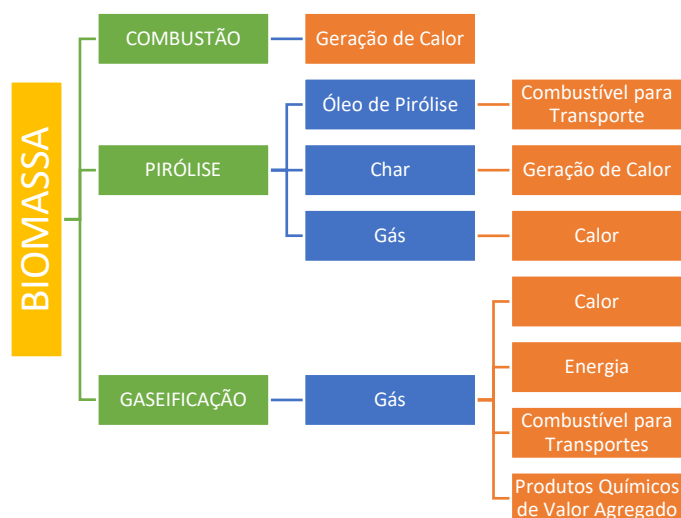 BIOMASSA
COMBUSTÃO
Geração de Calor
PIRÓLISE
Óleo de Pirólise
Combustível para
Transporte
Char
Geração de Calor
Gás
Calor
GASEIFICAÇÃO
Gás
Calor
Energia
Combustível para
Transportes
Produtos Químicos
de Valor Agregado